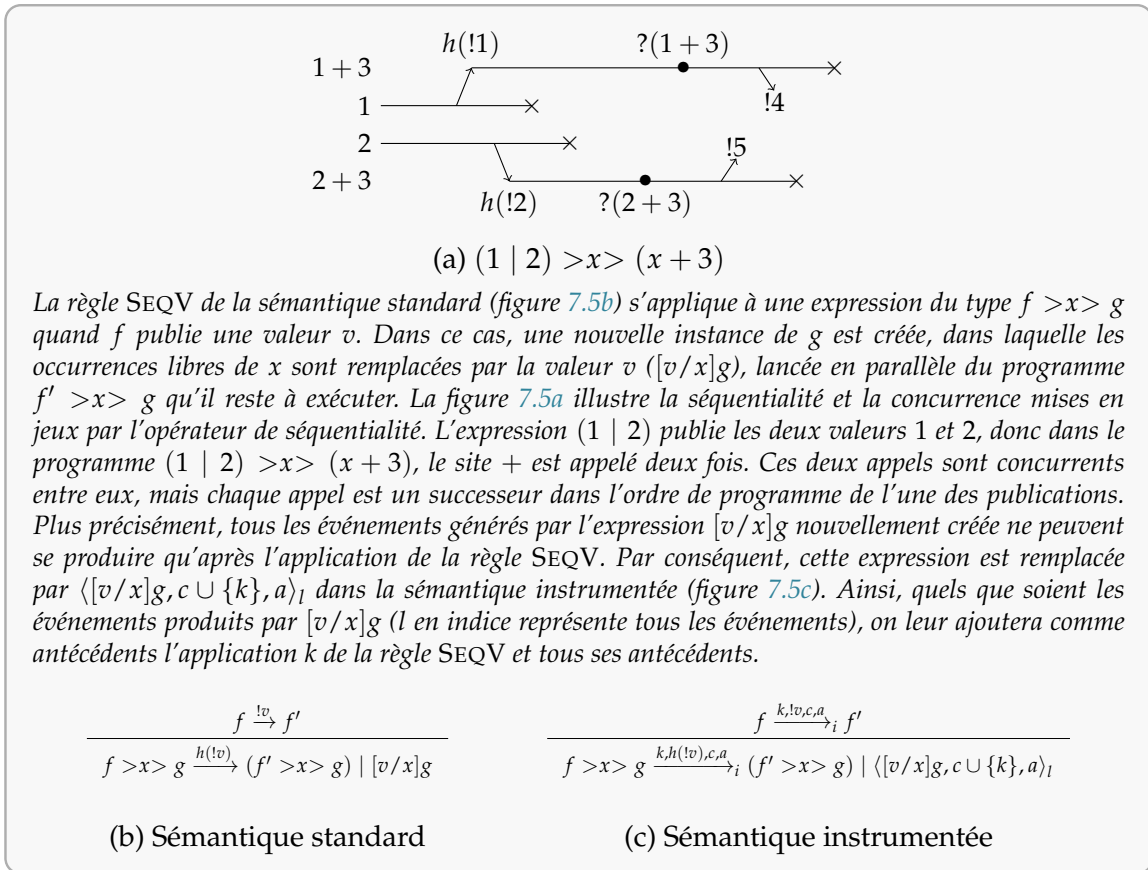 h(!1) ?(1 + 3)
1 + 3
!4
1
2
!5
2 + 3
h(!2) ?(2 + 3)
(a) (1 | 2) >x> (x + 3)
La règle SEQV de la sémantique standard (figure 7.5b) s'applique à une expression du type f >x> g
quand f publie une valeur v. Dans ce cas, une nouvelle instance de g est créée, dans laquelle les
occurrences libres de x sont remplacées par la valeur v ([v/x]g), lancée en parallèle du programme
f′ >x> g qu'il reste à exécuter. La figure 7.5a illustre la séquentialité et la concurrence mises en
jeux par l'opérateur de séquentialité. L'expression (1 | 2) publie les deux valeurs 1 et 2, donc dans le
programme (1 | 2) >x> (x + 3), le site + est appelé deux fois. Ces deux appels sont concurrents
entre eux, mais chaque appel est un successeur dans l'ordre de programme de l'une des publications.
Plus précisément, tous les événements générés par l'expression [v/x]g nouvellement créée ne peuvent
se produire qu'après l'application de la règle SEQV. Par conséquent, cette expression est remplacée
par ⟨[v/x]g, c ∪ {k}, a⟩l dans la sémantique instrumentée (figure 7.5c). Ainsi, quels que soient les
événements produits par [v/x]g (l en indice représente tous les événements), on leur ajoutera comme
antécédents l'application k de la règle SEQV et tous ses antécédents.
f !v→ f′
f >x> g h(!v)→ (f′ >x> g) | [v/x]g
f k,!v,c,a→i f′
f >x> g k,h(!v),c,a→i (f′ >x> g) | ⟨[v/x]g, c ∪ {k}, a⟩l
(b) Sémantique standard
(c) Sémantique instrumentée